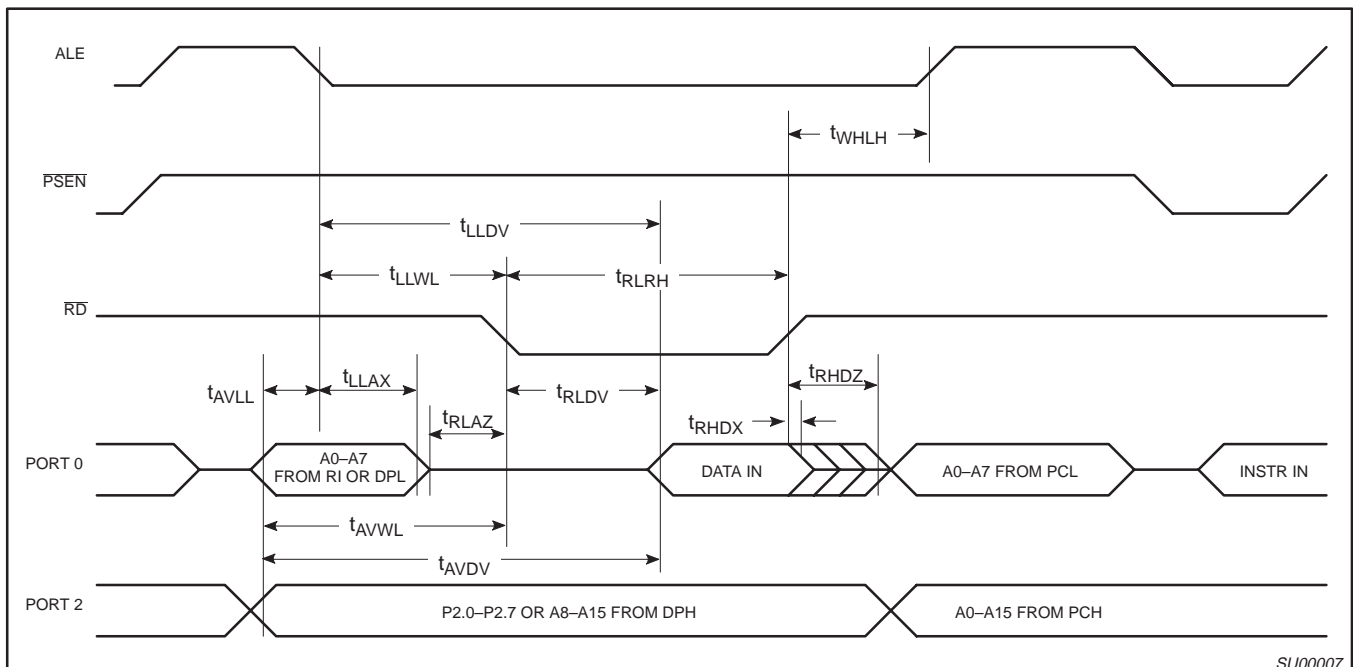 ALE
tWHLH
PSEN
tLLDV
tLLWL
tRLRH
RD
tAVLL
tLLAX
tRLAZ
tRLDV
tRHDZ
tRHDX
PORT 0
A0–A7
FROM RI OR DPL
DATA IN
A0–A7 FROM PCL
INSTR IN
tAVWL
tAVDV
PORT 2
P2.0–P2.7 OR A8–A15 FROM DPH
A0–A15 FROM PCH
SU00007